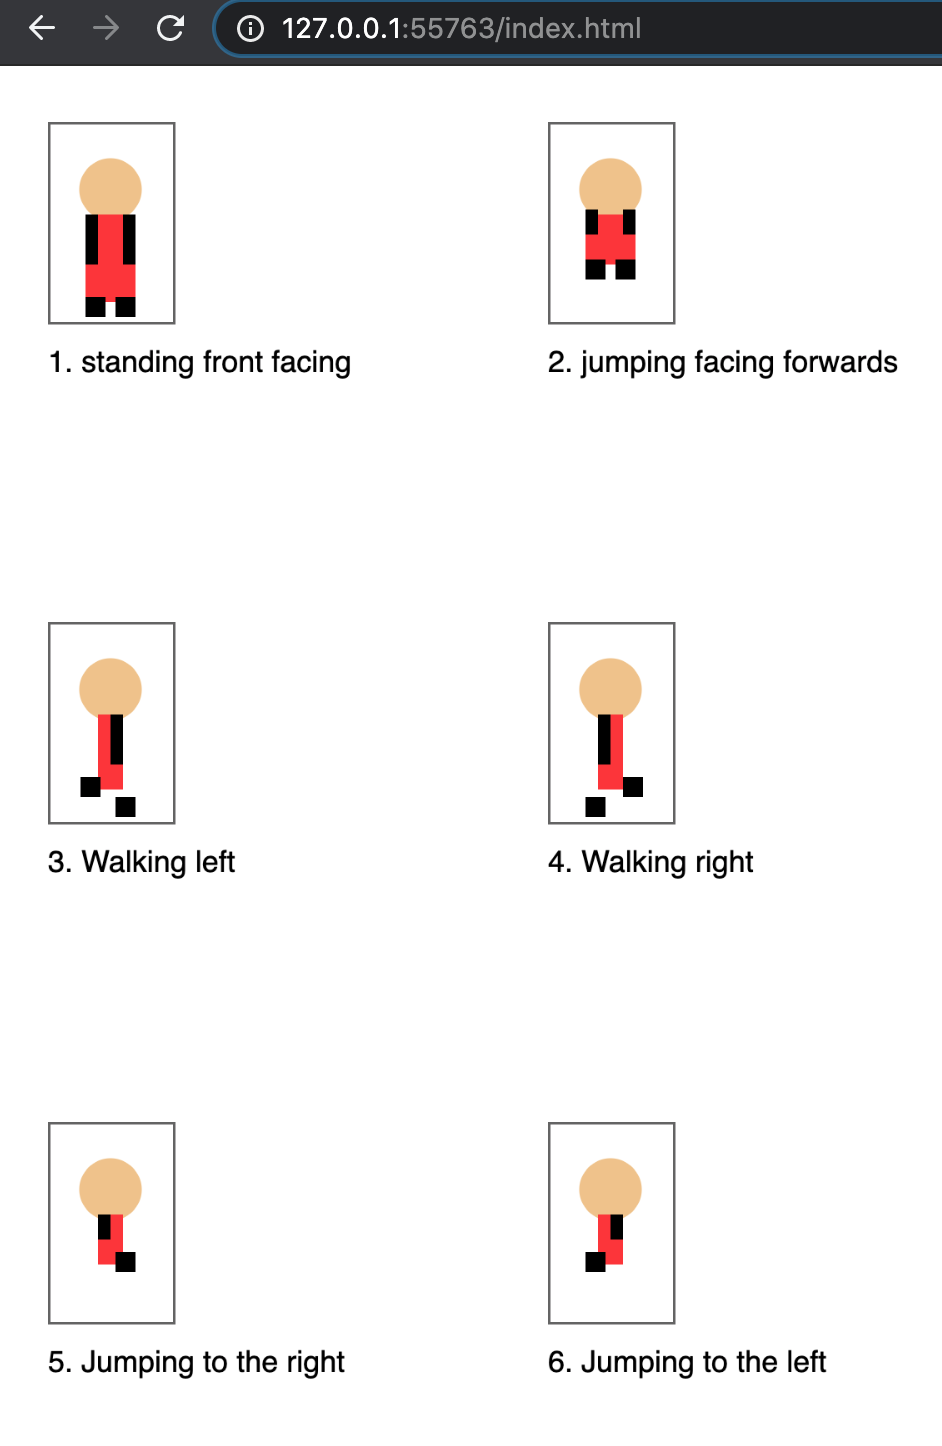 127.0.0.1:55763/index.html
1. standing front facing
2. jumping facing forwards
3. Walking left
4. Walking right
5. Jumping to the right
6. Jumping to the left